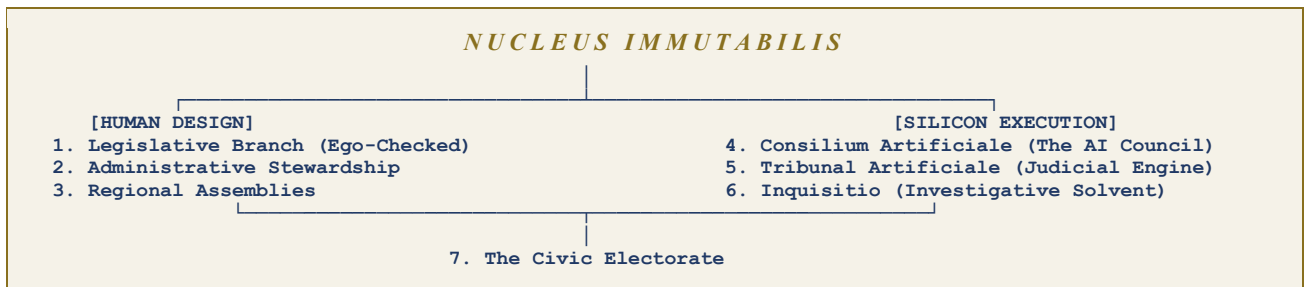 NUCLEUS IMMUTABILIS
[HUMAN DESIGN] [SILICON EXECUTION]
1. Legislative Branch (Ego-Checked) 4. Consilium Artificiale (The AI Council)
2. Administrative Stewardship 5. Tribunal Artificiale (Judicial Engine)
3. Regional Assemblies 6. Inquisitio (Investigative Solvent)
7. The Civic Electorate